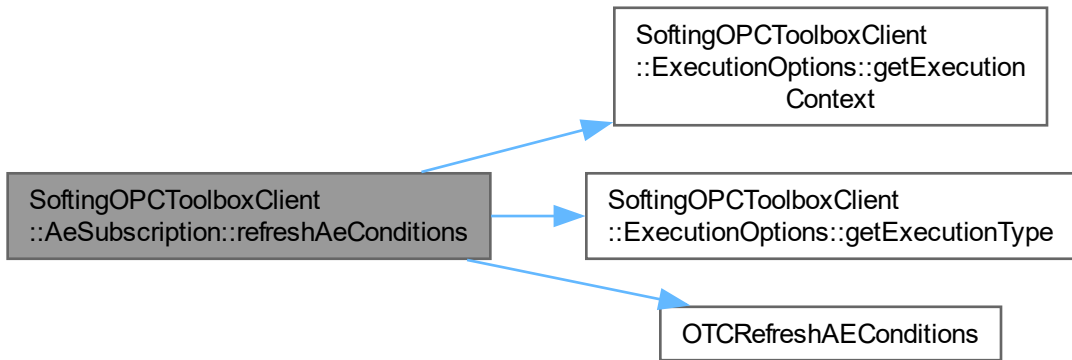 SoftingOPCToolboxClient
::AeSubscription::refreshAeConditions
SoftingOPCToolboxClient
::ExecutionOptions::getExecution
Context
SoftingOPCToolboxClient
::ExecutionOptions::getExecutionType
OTCRefreshAEConditions